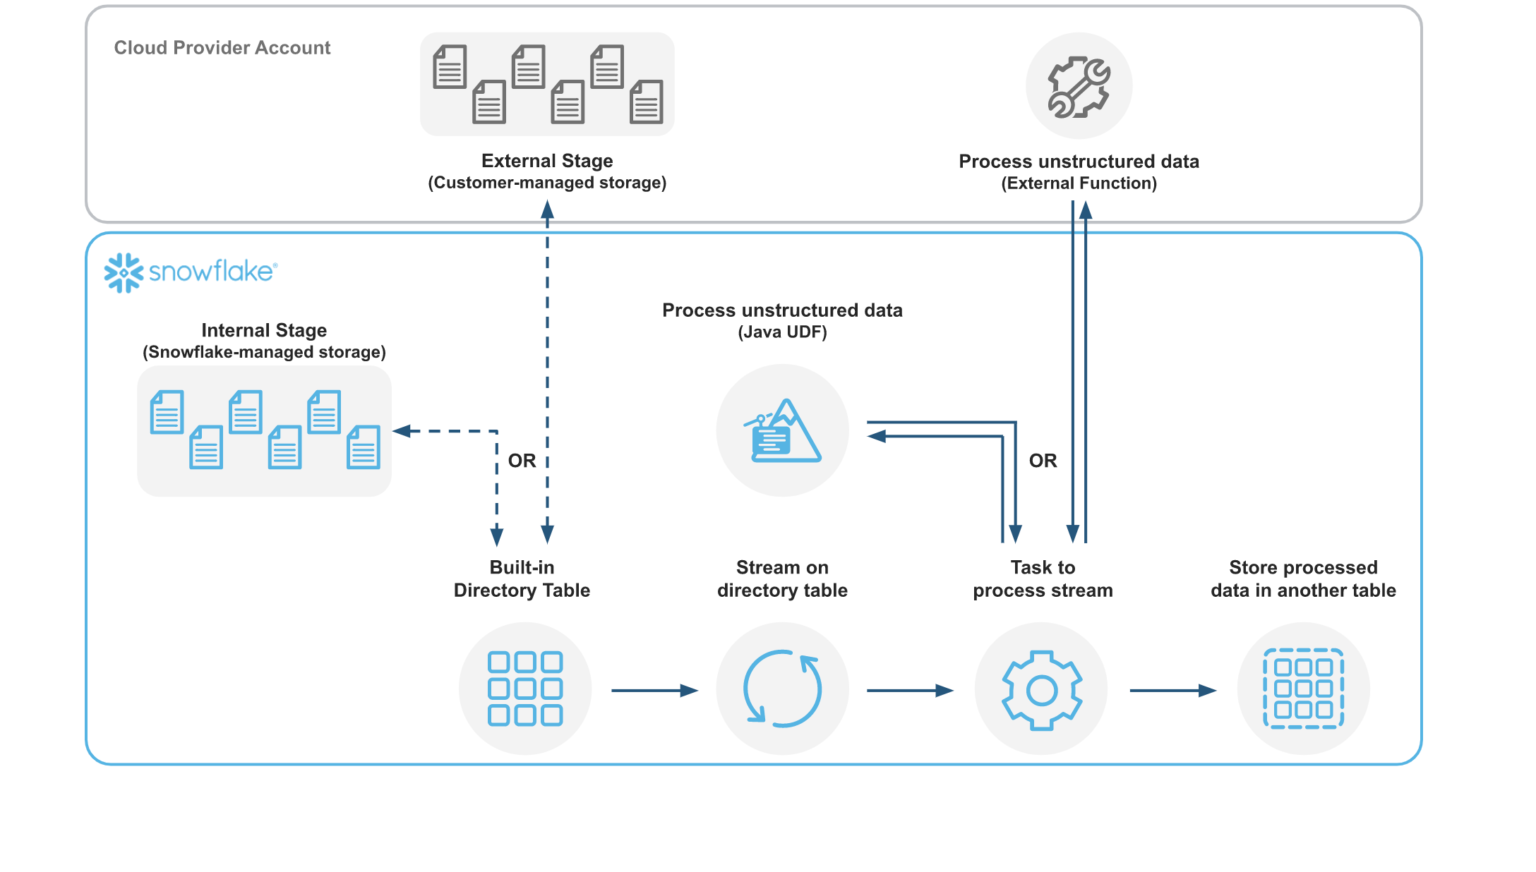 Cloud Provider Account
External Stage
(Customer-managed storage)
Process unstructured data
(External Function)
snowflake®
Internal Stage
(Snowflake-managed storage)
Process unstructured data
(Java UDF)
OR
OR
Built-in
Directory Table
Stream on
directory table
Task to
process stream
Store processed
data in another table